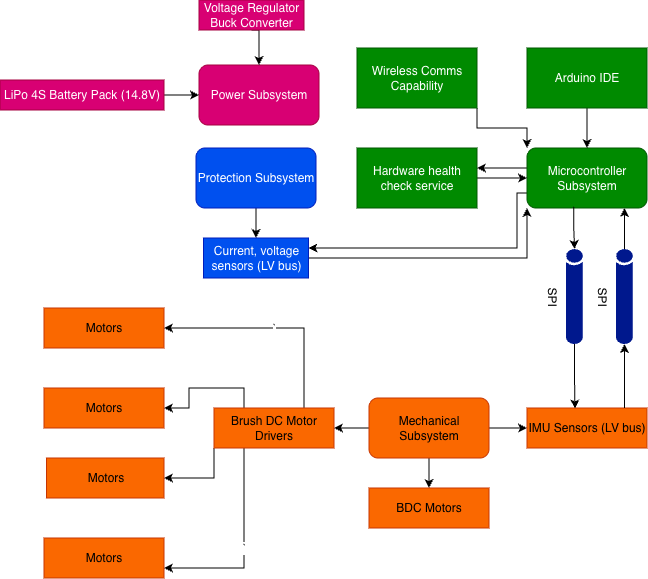 Voltage Regulator
Buck Converter
LiPo 4S Battery Pack (14.8V)
Power Subsystem
Wireless Comms
Capability
Arduino IDE
Protection Subsystem
Hardware health
check service
Microcontroller
Subsystem
Current, voltage
sensors (LV bus)
SPI
SPI
Motors
Motors
Brush DC Motor
Drivers
Mechanical
Subsystem
IMU Sensors (LV bus)
Motors
BDC Motors
Motors